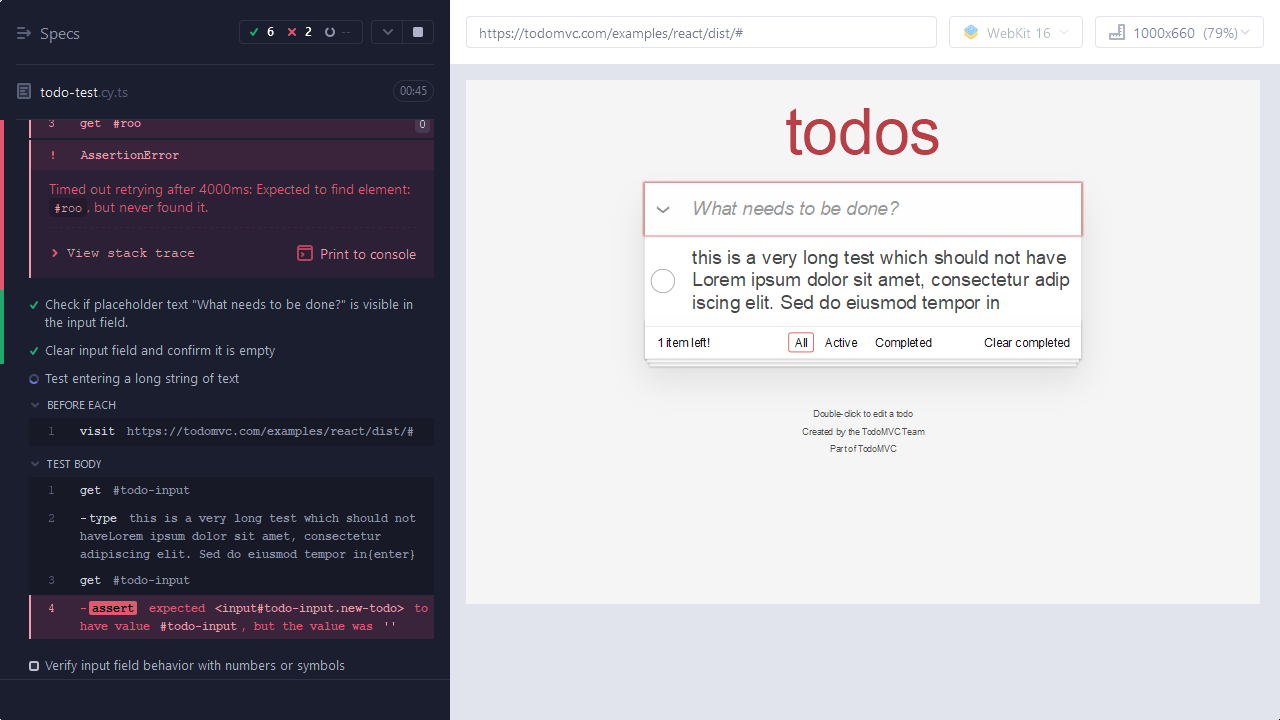 Specs
6 2 --
todo-test.cy.ts 00:45
3 get #roo 0
! AssertionError
Timed out retrying after 4000ms: Expected to find element:
#roo, but never found it.
View stack trace
Print to console
Check if placeholder text "What needs to be done?" is visible in
the input field.
Clear input field and confirm it is empty
Test entering a long string of text
BEFORE EACH
1 visit https://todomvc.com/examples/react/dist/#
TEST BODY
1 get #todo-input
2 -type this is a very long test which should not
haveLorem ipsum dolor sit amet, consectetur
adipiscing elit. Sed do eiusmod tempor in{enter}
3 get #todo-input
4 -assert expected <input#todo-input.new-todo> to
have value #todo-input, but the value was ''
Verify input field behavior with numbers or symbols
https://todomvc.com/examples/react/dist/#
WebKit 16
1000x660 (79%)
todos
What needs to be done?
this is a very long test which should not have
Lorem ipsum dolor sit amet, consectetur adip
iscing elit. Sed do eiusmod tempor in
1 item left!
All
Active
Completed
Clear completed
Double-click to edit a todo
Created by the TodoMVC Team
Part of TodoMVC